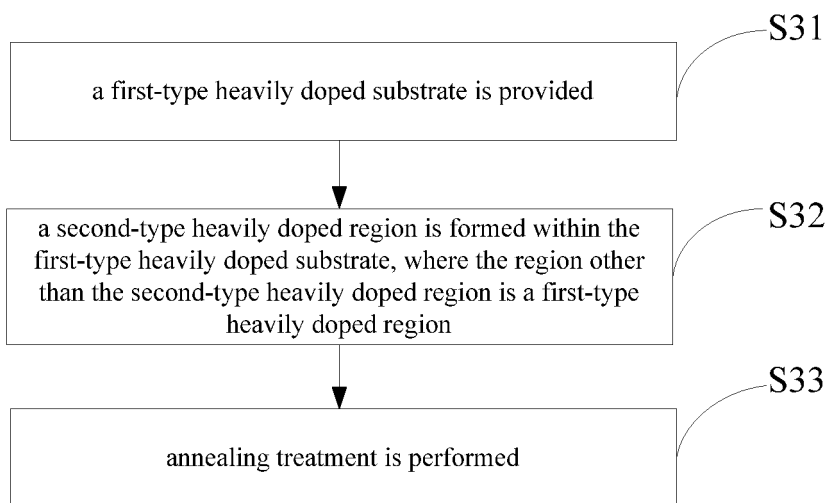 S31
a first-type heavily doped substrate is provided
S32
a second-type heavily doped region is formed within the
first-type heavily doped substrate, where the region other
than the second-type heavily doped region is a first-type
heavily doped region
S33
annealing treatment is performed